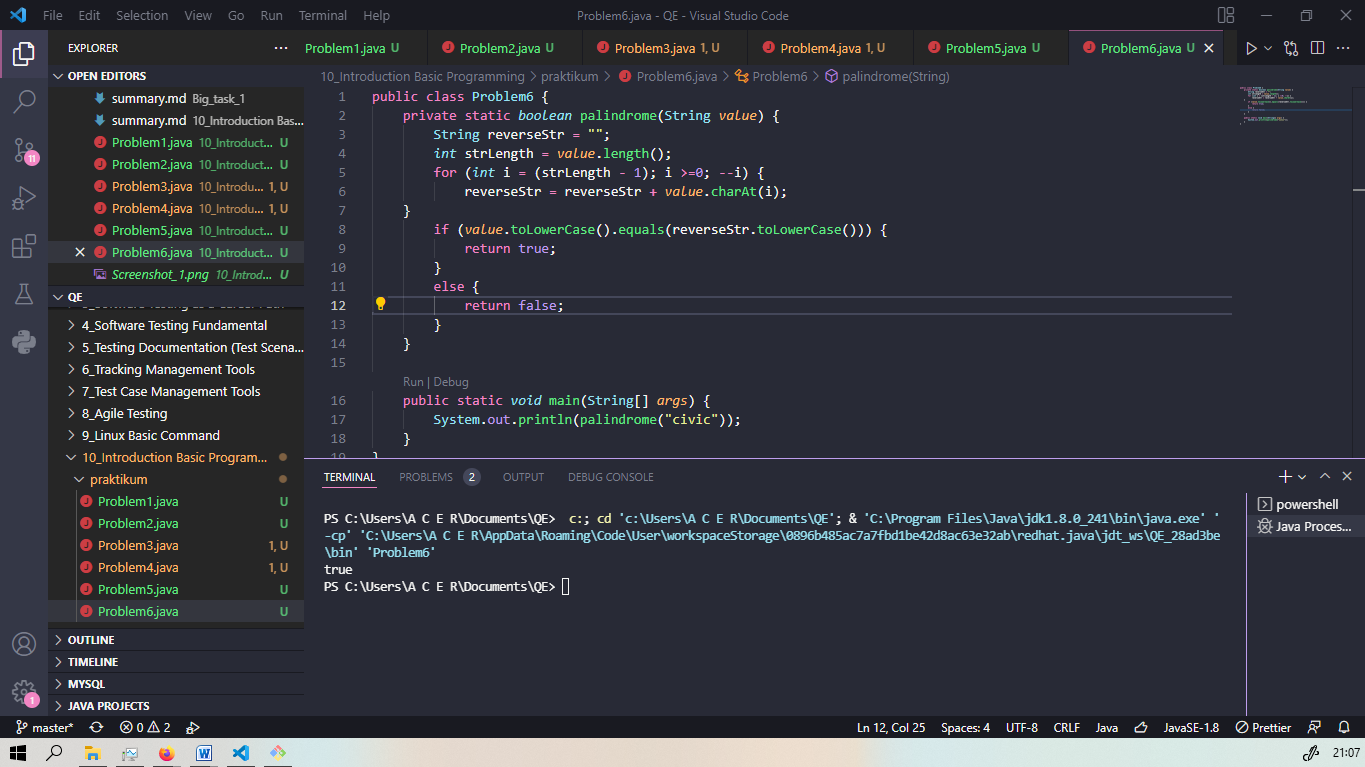 File Edit Selection View Go Run Terminal Help Problem6.java - QE - Visual Studio Code
EXPLORER ...
OPEN EDITORS
summary.md Big_task_1
summary.md 10_Introduction Bas...
Problem1.java 10_Introduct... U
Problem2.java 10_Introduct... U
Problem3.java 10_Introdu... 1, U
Problem4.java 10_Introdu... 1, U
Problem5.java 10_Introduct... U
Problem6.java 10_Introduct... U
Screenshot_1.png 10_Introd... U
QE
4_Software Testing Fundamental
5_Testing Documentation (Test Scena...
6_Tracking Management Tools
7_Test Case Management Tools
8_Agile Testing
9_Linux Basic Command
10_Introduction Basic Program...
praktikum
Problem1.java U
Problem2.java U
Problem3.java 1, U
Problem4.java 1, U
Problem5.java U
Problem6.java U
OUTLINE
TIMELINE
MYSQL
JAVA PROJECTS
11
1
Problem1.java U Problem2.java U Problem3.java 1, U Problem4.java 1, U Problem5.java U Problem6.java U
10_Introduction Basic Programming > praktikum > Problem6.java > Problem6 > palindrome(String)
1 public class Problem6 {
2 private static boolean palindrome(String value) {
3 String reverseStr = "";
4 int strLength = value.length();
5 for (int i = (strLength - 1); i >=0; --i) {
6 reverseStr = reverseStr + value.charAt(i);
7 }
8 if (value.toLowerCase().equals(reverseStr.toLowerCase())) {
9 return true;
10 }
11 else {
12 return false;
13 }
14 }
15
Run | Debug
16 public static void main(String[] args) {
17 System.out.println(palindrome("civic"));
18 }
19 }
TERMINAL PROBLEMS 2 OUTPUT DEBUG CONSOLE
PS C:\Users\A C E R\Documents\QE> c:; cd 'c:\Users\A C E R\Documents\QE'; & 'C:\Program Files\Java\jdk1.8.0_241\bin\java.exe' '
-cp' 'C:\Users\A C E R\AppData\Roaming\Code\User\workspaceStorage\0896b485ac7a7fbd1be42d8ac63e32ab\redhat.java\jdt_ws\QE_28ad3be
\bin' 'Problem6'
true
PS C:\Users\A C E R\Documents\QE>
powershell
Java Proces...
master* 0 2 Ln 12, Col 25 Spaces: 4 UTF-8 CRLF Java JavaSE-1.8 Prettier
21:07